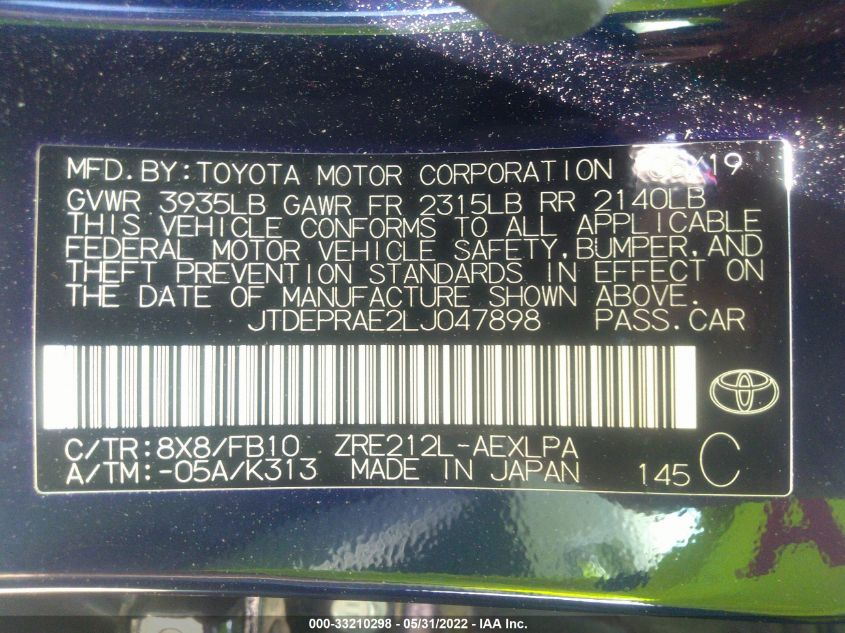 MFD. BY: TOYOTA MOTOR CORPORATION /19
GVWR 3935LB GAWR FR 2315LB RR 2140LB
THIS VEHICLE CONFORMS TO ALL APPLICABLE
FEDERAL MOTOR VEHICLE SAFETY, BUMPER, AND
THEFT PREVENTION STANDARDS IN EFFECT ON
THE DATE OF MANUFACTURE SHOWN ABOVE.
JTDEPRAE2LJ047898 PASS. CAR
C/TR: 8X8/FB10 ZRE212L-AEXLPA
A/TM: -05A/K313 MADE IN JAPAN 145 C
A
000-33210298 - 05/31/2022 - IAA Inc.